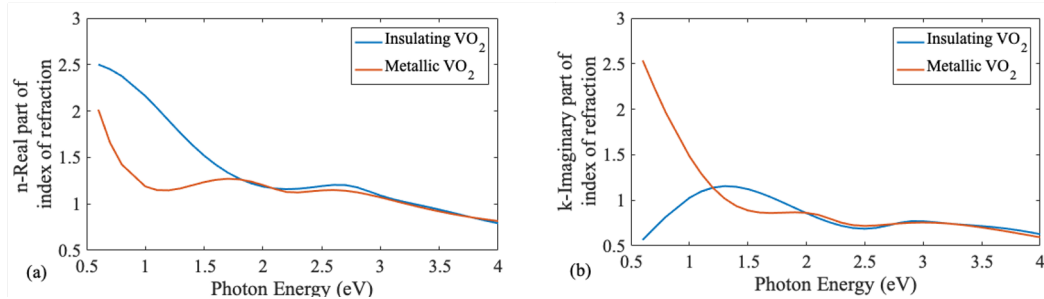 3
2.5
2
1.5
1
0.5
n-Real part of
index of refraction
Insulating VO2
Metallic VO2
0.5 1 1.5 2 2.5 3 3.5 4
Photon Energy (eV)
(a)
3
2.5
2
1.5
1
0.5
k-Imaginary part of
index of refraction
Insulating VO2
Metallic VO2
0.5 1 1.5 2 2.5 3 3.5 4
Photon Energy (eV)
(b)